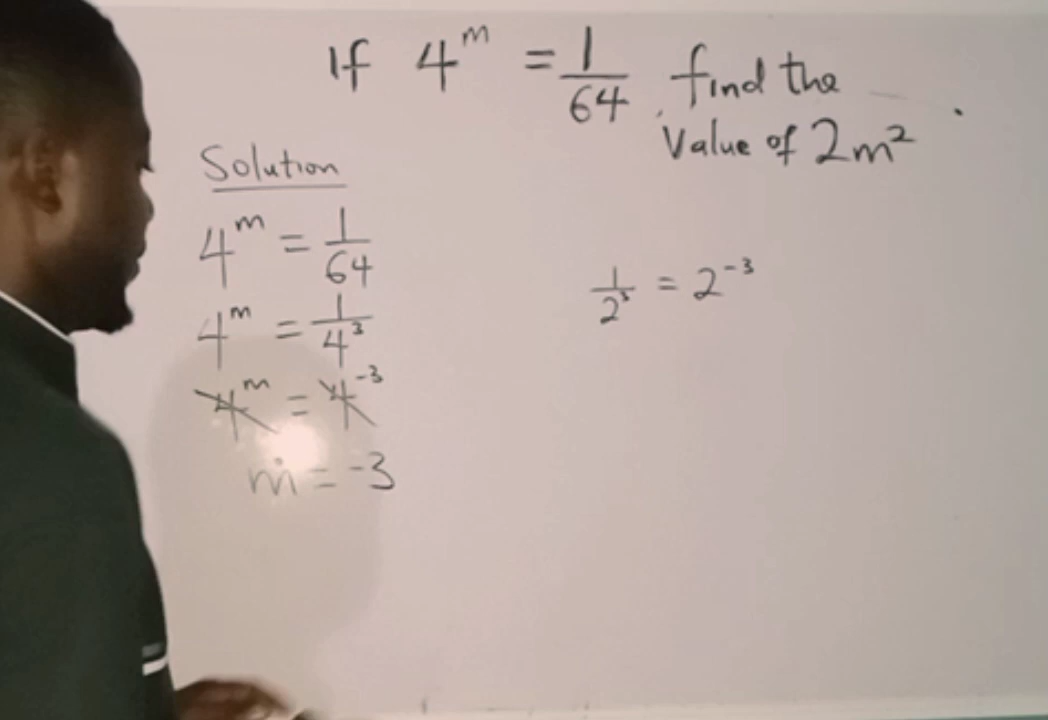 If 4^m = 1/64, find the
Value of 2m²
Solution
4^m = 1/64
4^m = 1/4³
4^m = 4^-3
m = -3
1/2³ = 2^-3